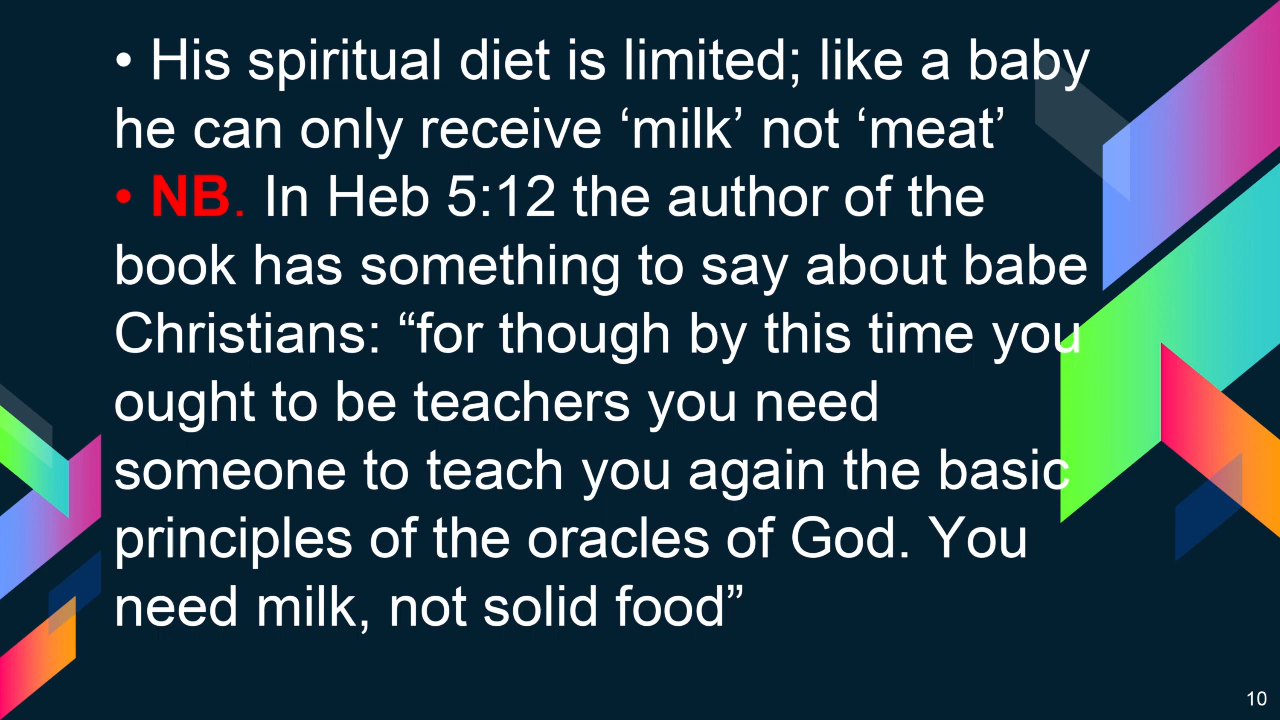 • His spiritual diet is limited; like a baby
he can only receive ‘milk’ not ‘meat’
• NB. In Heb 5:12 the author of the
book has something to say about babe
Christians: “for though by this time you
ought to be teachers you need
someone to teach you again the basic
principles of the oracles of God. You
need milk, not solid food”
10